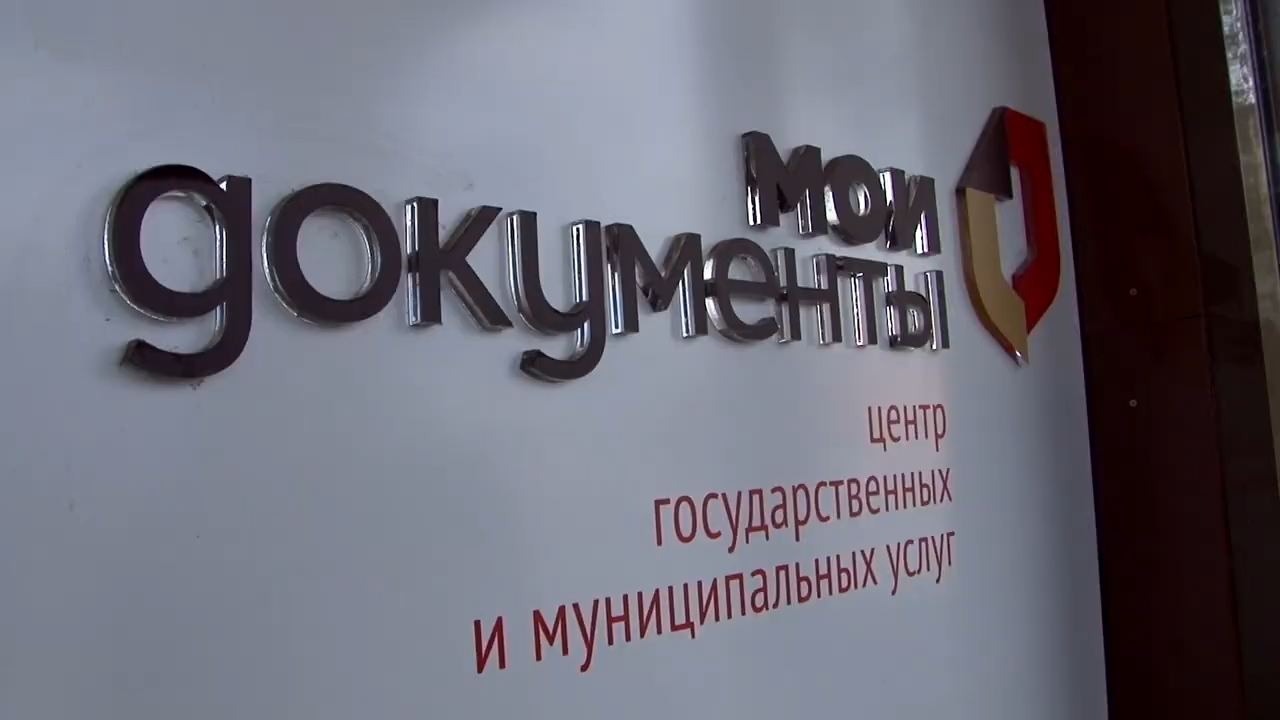 мои
документы
центр
государственных
и муниципальных услуг